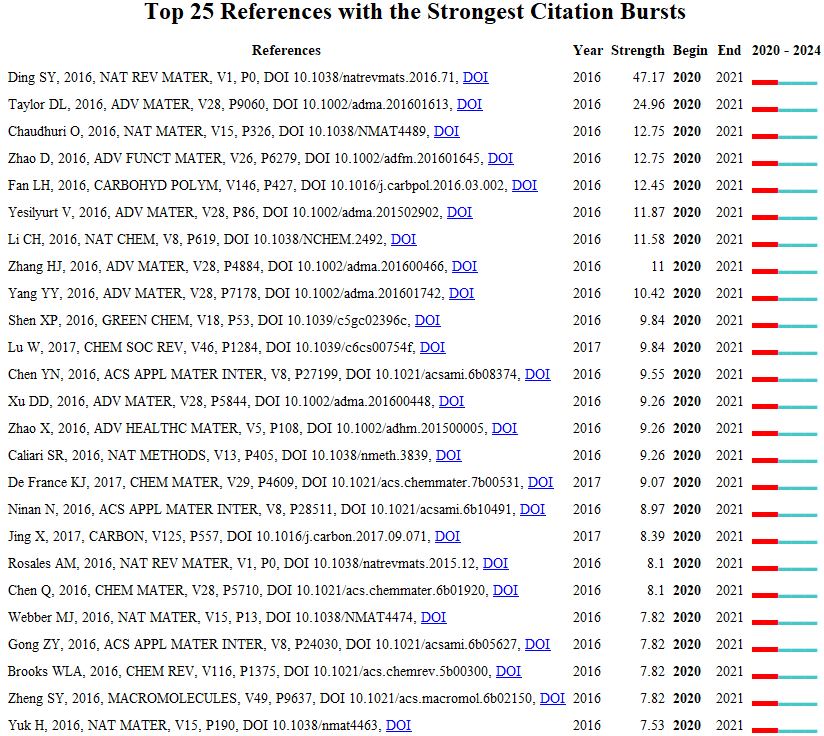 Top 25 References with the Strongest Citation Bursts
References Year Strength Begin End 2020 - 2024
Ding SY, 2016, NAT REV MATER, V1, P0, DOI 10.1038/natrevmats.2016.71, DOI 2016 47.17 2020 2021
Taylor DL, 2016, ADV MATER, V28, P9060, DOI 10.1002/adma.201601613, DOI 2016 24.96 2020 2021
Chaudhuri O, 2016, NAT MATER, V15, P326, DOI 10.1038/NMAT4489, DOI 2016 12.75 2020 2021
Zhao D, 2016, ADV FUNCT MATER, V26, P6279, DOI 10.1002/adfm.201601645, DOI 2016 12.75 2020 2021
Fan LH, 2016, CARBOHYD POLYM, V146, P427, DOI 10.1016/j.carbpol.2016.03.002, DOI 2016 12.45 2020 2021
Yesilyurt V, 2016, ADV MATER, V28, P86, DOI 10.1002/adma.201502902, DOI 2016 11.87 2020 2021
Li CH, 2016, NAT CHEM, V8, P619, DOI 10.1038/NCHEM.2492, DOI 2016 11.58 2020 2021
Zhang HJ, 2016, ADV MATER, V28, P4884, DOI 10.1002/adma.201600466, DOI 2016 11 2020 2021
Yang YY, 2016, ADV MATER, V28, P7178, DOI 10.1002/adma.201601742, DOI 2016 10.42 2020 2021
Shen XP, 2016, GREEN CHEM, V18, P53, DOI 10.1039/c5gc02396c, DOI 2016 9.84 2020 2021
Lu W, 2017, CHEM SOC REV, V46, P1284, DOI 10.1039/c6cs00754f, DOI 2017 9.84 2020 2021
Chen YN, 2016, ACS APPL MATER INTER, V8, P27199, DOI 10.1021/acsami.6b08374, DOI 2016 9.55 2020 2021
Xu DD, 2016, ADV MATER, V28, P5844, DOI 10.1002/adma.201600448, DOI 2016 9.26 2020 2021
Zhao X, 2016, ADV HEALTHC MATER, V5, P108, DOI 10.1002/adhm.201500005, DOI 2016 9.26 2020 2021
Caliari SR, 2016, NAT METHODS, V13, P405, DOI 10.1038/nmeth.3839, DOI 2016 9.26 2020 2021
De France KJ, 2017, CHEM MATER, V29, P4609, DOI 10.1021/acs.chemmater.7b00531, DOI 2017 9.07 2020 2021
Ninan N, 2016, ACS APPL MATER INTER, V8, P28511, DOI 10.1021/acsami.6b10491, DOI 2016 8.97 2020 2021
Jing X, 2017, CARBON, V125, P557, DOI 10.1016/j.carbon.2017.09.071, DOI 2017 8.39 2020 2021
Rosales AM, 2016, NAT REV MATER, V1, P0, DOI 10.1038/natrevmats.2015.12, DOI 2016 8.1 2020 2021
Chen Q, 2016, CHEM MATER, V28, P5710, DOI 10.1021/acs.chemmater.6b01920, DOI 2016 8.1 2020 2021
Webber MJ, 2016, NAT MATER, V15, P13, DOI 10.1038/NMAT4474, DOI 2016 7.82 2020 2021
Gong ZY, 2016, ACS APPL MATER INTER, V8, P24030, DOI 10.1021/acsami.6b05627, DOI 2016 7.82 2020 2021
Brooks WLA, 2016, CHEM REV, V116, P1375, DOI 10.1021/acs.chemrev.5b00300, DOI 2016 7.82 2020 2021
Zheng SY, 2016, MACROMOLECULES, V49, P9637, DOI 10.1021/acs.macromol.6b02150, DOI 2016 7.82 2020 2021
Yuk H, 2016, NAT MATER, V15, P190, DOI 10.1038/nmat4463, DOI 2016 7.53 2020 2021